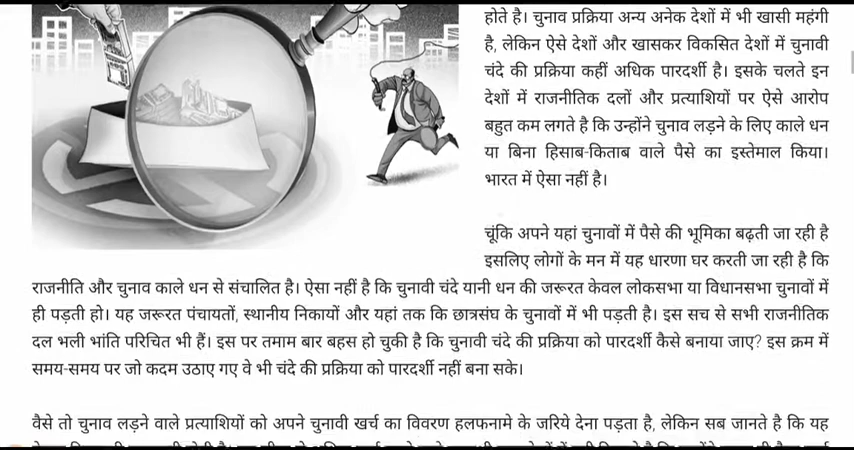 होते है। चुनाव प्रक्रिया अन्य अनेक देशों में भी खासी महंगी
है, लेकिन ऐसे देशों और खासकर विकसित देशों में चुनावी
चंदे की प्रक्रिया कहीं अधिक पारदर्शी है। इसके चलते इन
देशों में राजनीतिक दलों और प्रत्याशियों पर ऐसे आरोप
बहुत कम लगते है कि उन्होंने चुनाव लड़ने के लिए काले धन
या बिना हिसाब-किताब वाले पैसे का इस्तेमाल किया।
भारत में ऐसा नहीं है।
चूंकि अपने यहां चुनावों में पैसे की भूमिका बढ़ती जा रही है
इसलिए लोगों के मन में यह धारणा घर करती जा रही है कि
राजनीति और चुनाव काले धन से संचालित है। ऐसा नहीं है कि चुनावी चंदे यानी धन की जरूरत केवल लोकसभा या विधानसभा चुनावों में
ही पड़ती हो। यह जरूरत पंचायतों, स्थानीय निकायों और यहां तक कि छात्रसंघ के चुनावों में भी पड़ती है। इस सच से सभी राजनीतिक
दल भली भांति परिचित भी हैं। इस पर तमाम बार बहस हो चुकी है कि चुनावी चंदे की प्रक्रिया को पारदर्शी कैसे बनाया जाए? इस क्रम में
समय-समय पर जो कदम उठाए गए वे भी चंदे की प्रक्रिया को पारदर्शी नहीं बना सके।
वैसे तो चुनाव लड़ने वाले प्रत्याशियों को अपने चुनावी खर्च का विवरण हलफनामे के जरिये देना पड़ता है, लेकिन सब जानते है कि यह